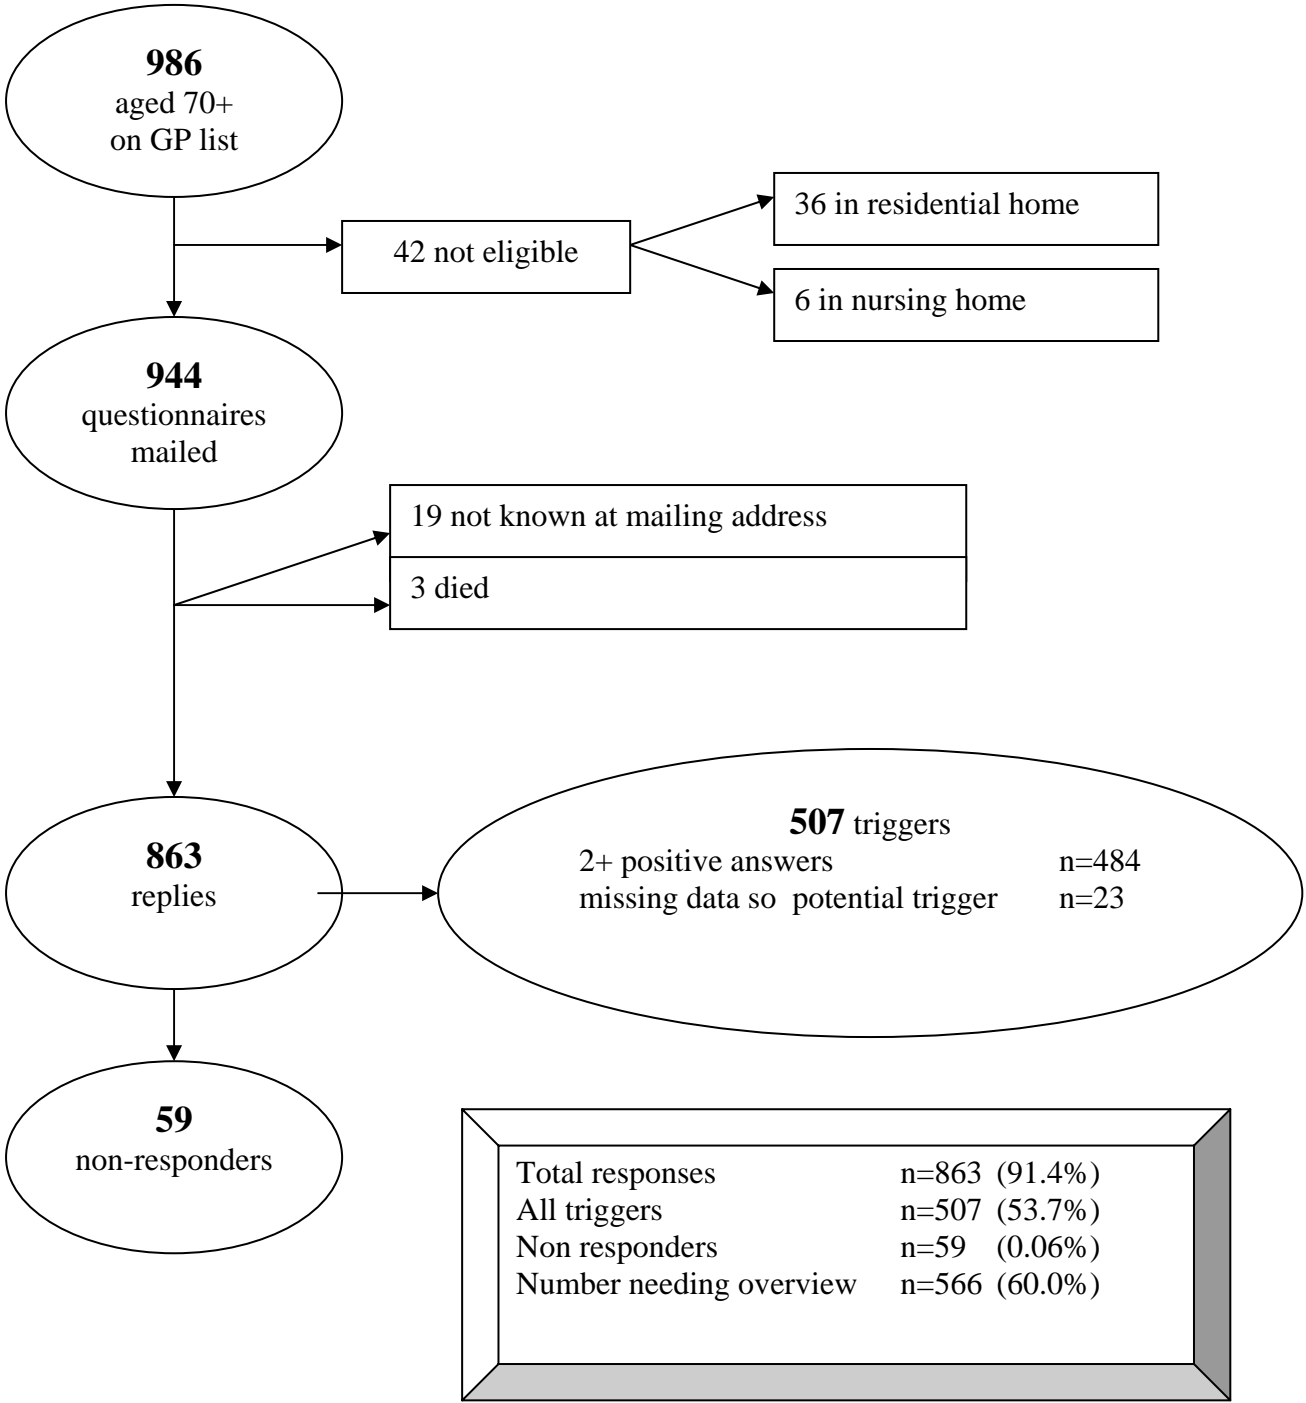 986
aged 70+
on GP list
36 in residential home
42 not eligible
6 in nursing home
944
questionnaires
mailed
19 not known at mailing address
3 died
863
replies
507 triggers
2+ positive answers n=484
missing data so potential trigger n=23
59
non-responders
Total responses n=863 (91.4%)
All triggers n=507 (53.7%)
Non responders n=59 (0.06%)
Number needing overview n=566 (60.0%)